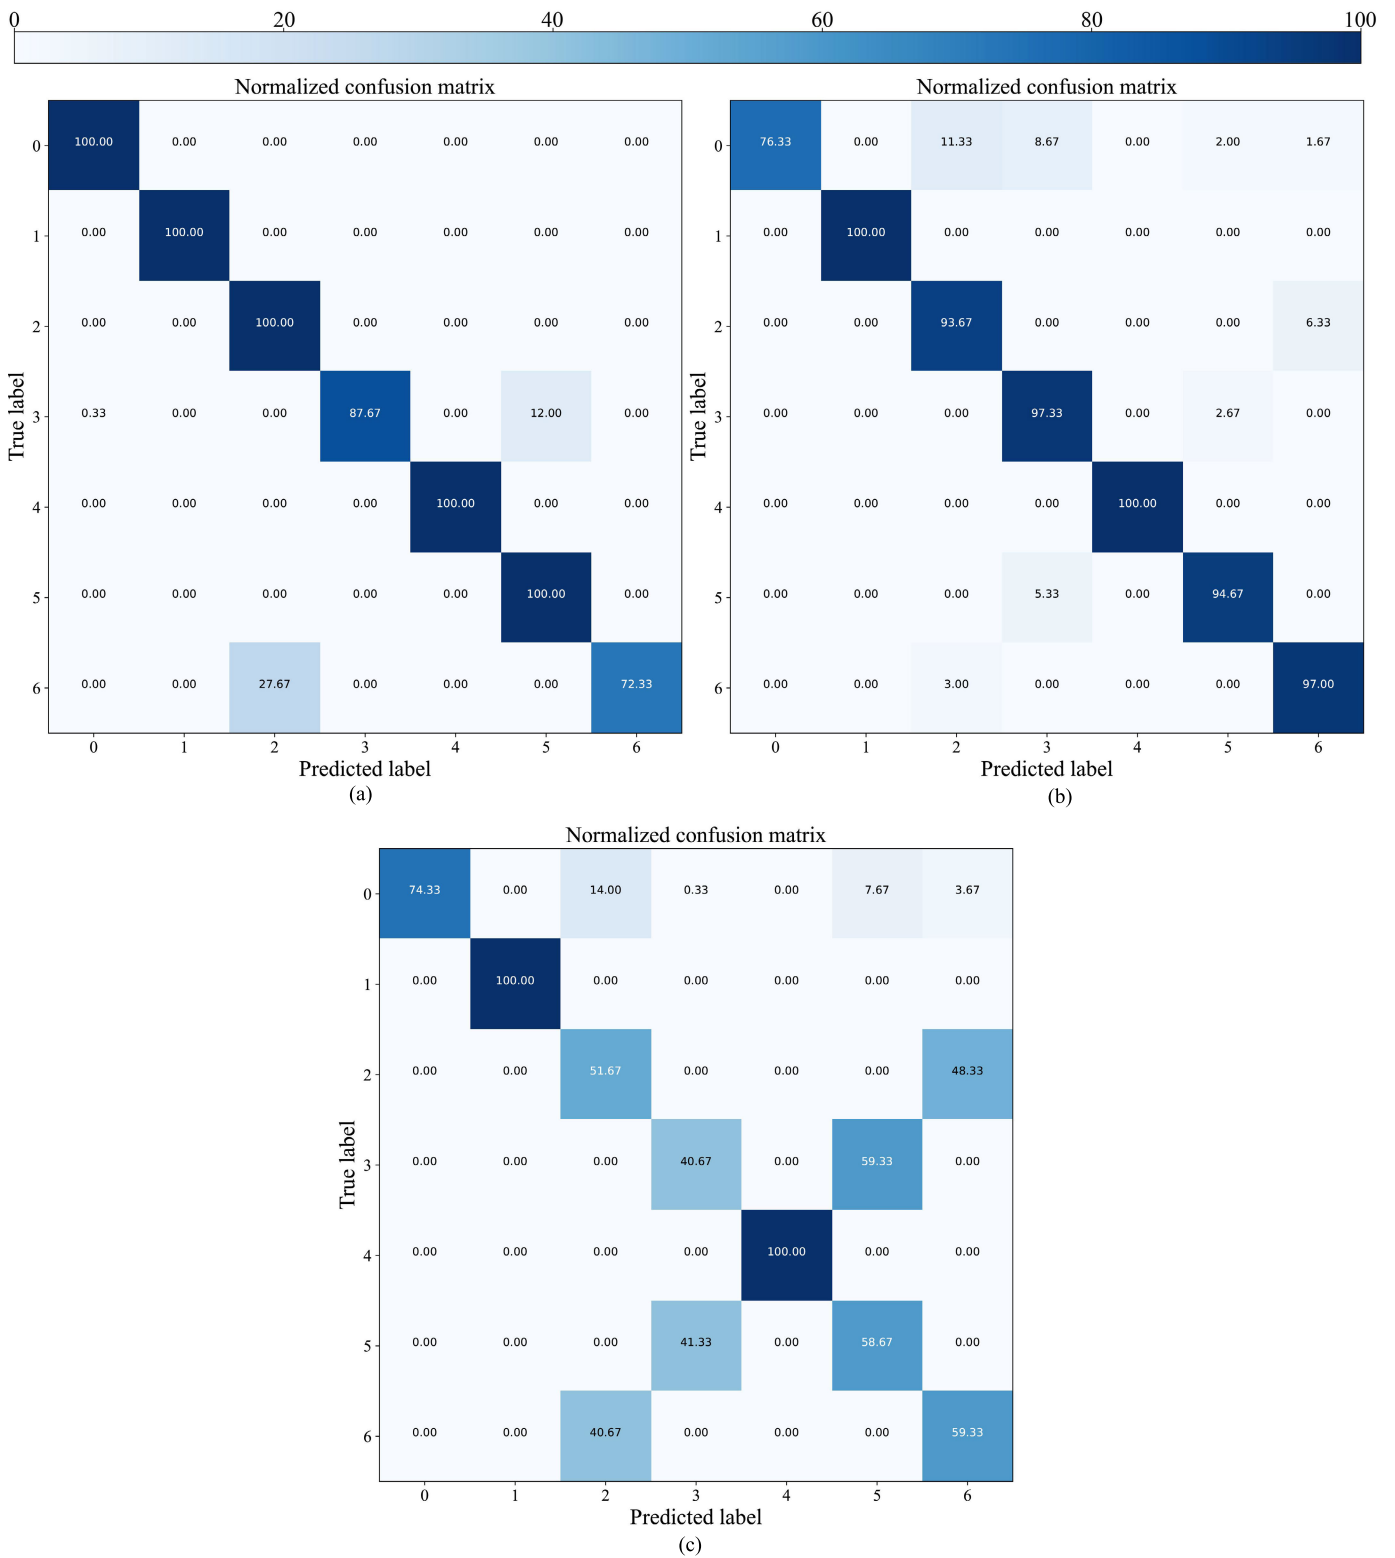 0 20 40 60 80 100
Normalized confusion matrix
0 100.00 0.00 0.00 0.00 0.00 0.00 0.00
1 0.00 100.00 0.00 0.00 0.00 0.00 0.00
2 0.00 0.00 100.00 0.00 0.00 0.00 0.00
3 0.33 0.00 0.00 87.67 0.00 12.00 0.00
4 0.00 0.00 0.00 0.00 100.00 0.00 0.00
5 0.00 0.00 0.00 0.00 0.00 100.00 0.00
6 0.00 0.00 27.67 0.00 0.00 0.00 72.33
0 1 2 3 4 5 6
True label
Predicted label
(a)
Normalized confusion matrix
0 76.33 0.00 11.33 8.67 0.00 2.00 1.67
1 0.00 100.00 0.00 0.00 0.00 0.00 0.00
2 0.00 0.00 93.67 0.00 0.00 0.00 6.33
3 0.00 0.00 0.00 97.33 0.00 2.67 0.00
4 0.00 0.00 0.00 0.00 100.00 0.00 0.00
5 0.00 0.00 0.00 5.33 0.00 94.67 0.00
6 0.00 0.00 3.00 0.00 0.00 0.00 97.00
0 1 2 3 4 5 6
True label
Predicted label
(b)
Normalized confusion matrix
0 74.33 0.00 14.00 0.33 0.00 7.67 3.67
1 0.00 100.00 0.00 0.00 0.00 0.00 0.00
2 0.00 0.00 51.67 0.00 0.00 0.00 48.33
3 0.00 0.00 0.00 40.67 0.00 59.33 0.00
4 0.00 0.00 0.00 0.00 100.00 0.00 0.00
5 0.00 0.00 0.00 41.33 0.00 58.67 0.00
6 0.00 0.00 40.67 0.00 0.00 0.00 59.33
0 1 2 3 4 5 6
True label
Predicted label
(c)